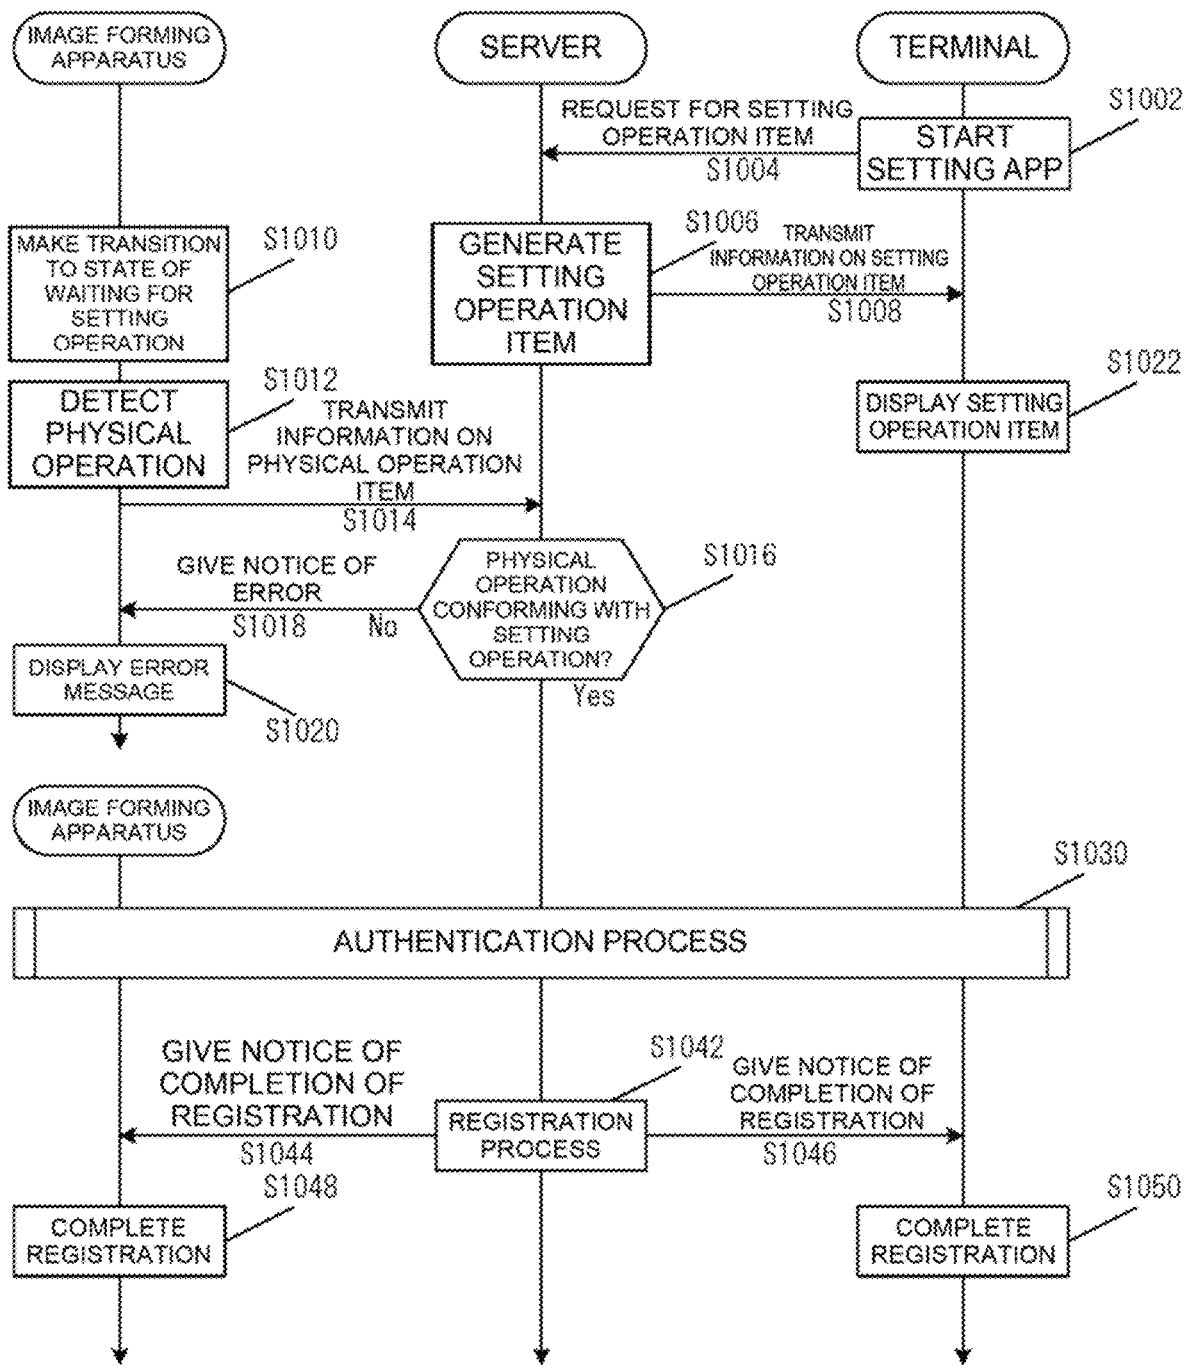 IMAGE FORMING
APPARATUS
SERVER
TERMINAL
S1002
REQUEST FOR SETTING
OPERATION ITEM
S1004
START
SETTING APP
S1010
MAKE TRANSITION
TO STATE OF
WAITING FOR
SETTING
OPERATION
S1006
GENERATE
SETTING
OPERATION
ITEM
TRANSMIT
INFORMATION ON SETTING
OPERATION ITEM
S1008
S1012
DETECT
PHYSICAL
OPERATION
TRANSMIT
INFORMATION ON
PHYSICAL OPERATION
ITEM
S1014
S1022
DISPLAY SETTING
OPERATION ITEM
GIVE NOTICE OF
ERROR
S1018
No
PHYSICAL
OPERATION
CONFORMING WITH
SETTING
OPERATION?
S1016
Yes
DISPLAY ERROR
MESSAGE
S1020
IMAGE FORMING
APPARATUS
S1030
AUTHENTICATION PROCESS
GIVE NOTICE OF
COMPLETION OF
REGISTRATION
S1044
S1042
REGISTRATION
PROCESS
GIVE NOTICE OF
COMPLETION OF
REGISTRATION
S1046
S1048
COMPLETE
REGISTRATION
S1050
COMPLETE
REGISTRATION